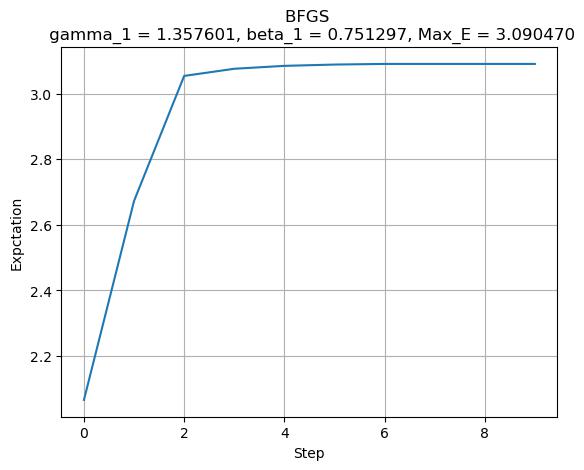 BFGS
gamma_1 = 1.357601, beta_1 = 0.751297, Max_E = 3.090470
3.0
2.8
2.6
2.4
2.2
Expctation
0 2 4 6 8
Step